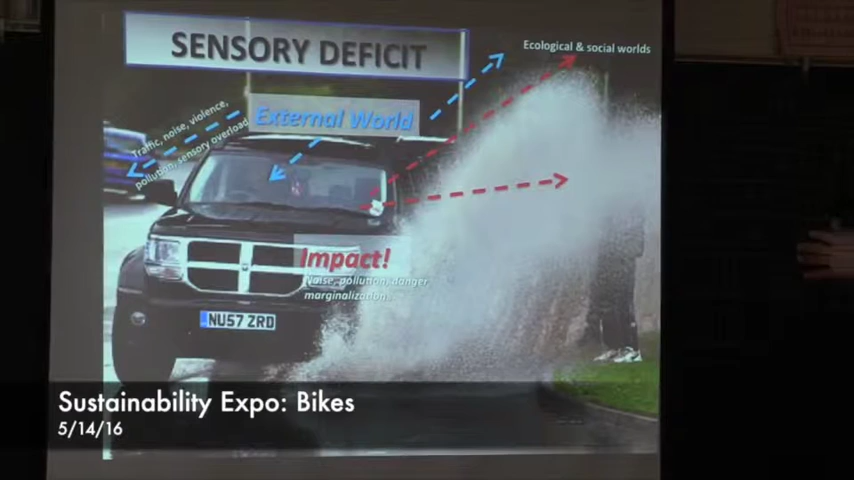 SENSORY DEFICIT
Ecological & social worlds
External World
Traffic, noise, violence,
pollution, sensory overload
Impact!
Noise, pollution, danger,
marginalization
NU57 ZRD
Sustainability Expo: Bikes
5/14/16